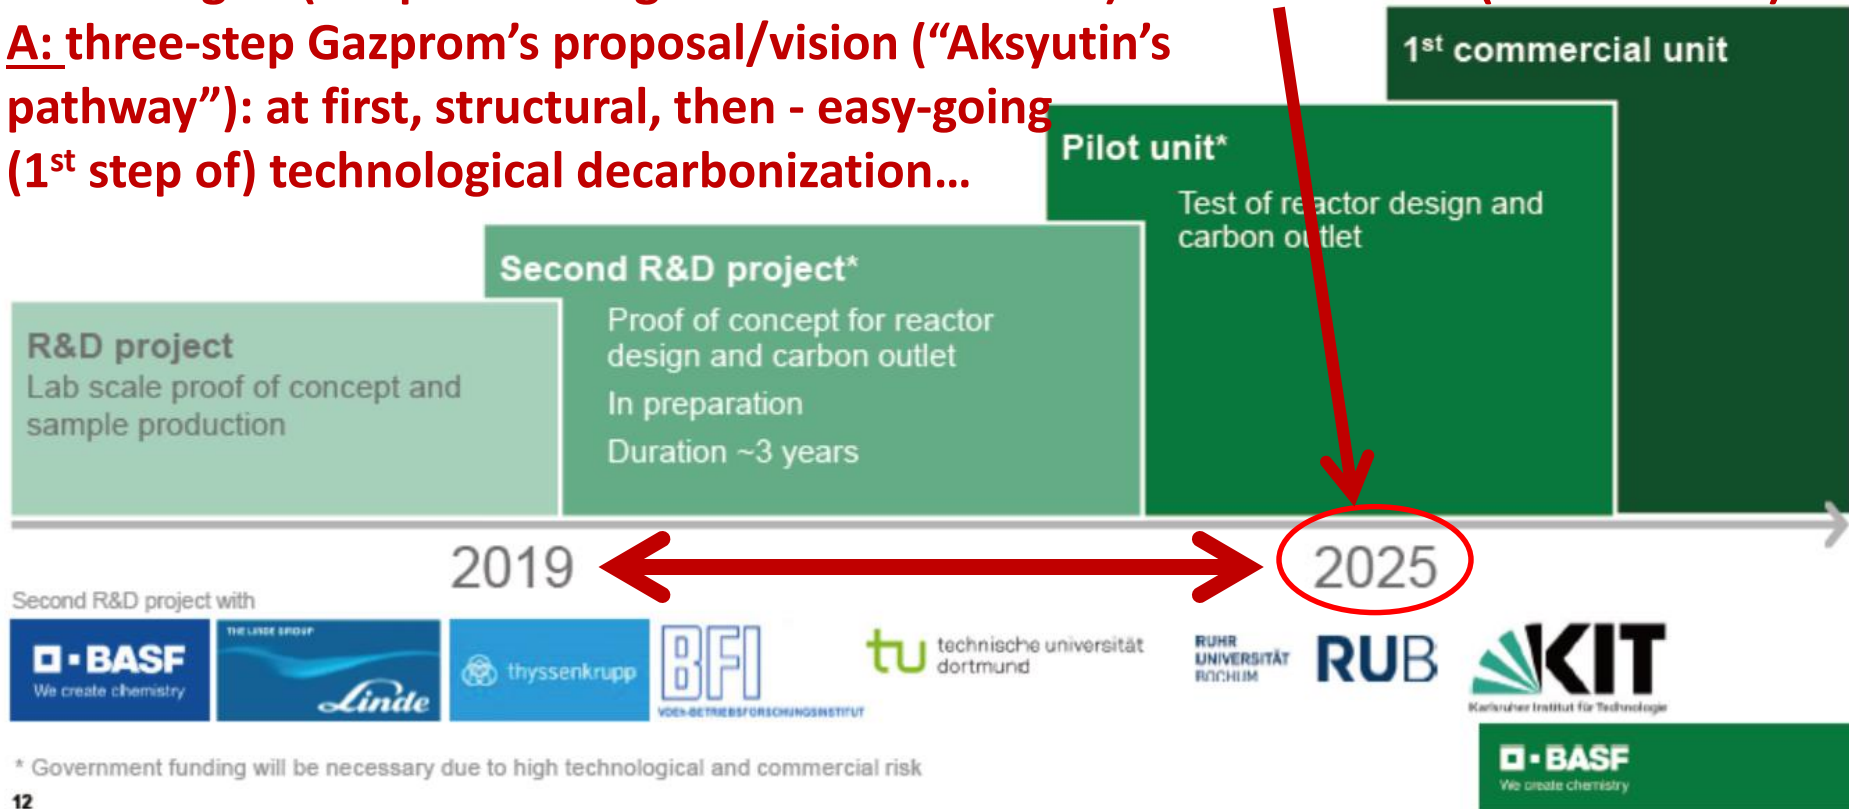 A: three-step Gazprom’s proposal/vision (“Aksyutin’s
pathway”): at first, structural, then - easy-going
(1st step of) technological decarbonization…
1st commercial unit
Pilot unit*
Test of reactor design and
carbon outlet
Second R&D project*
Proof of concept for reactor
design and carbon outlet
In preparation
Duration ~3 years
R&D project
Lab scale proof of concept and
sample production
2019
2025
Second R&D project with
BASF
We create chemistry
THE LINDE GROUP
Linde
thyssenkrupp
BFI
VDEh-BETRIEBSFORSCHUNGSINSTITUT
tu technische universität
dortmund
RUHR
UNIVERSITÄT
BOCHUM
RUB
KIT
Karlsruher Institut für Technologie
BASF
We create chemistry
* Government funding will be necessary due to high technological and commercial risk
12